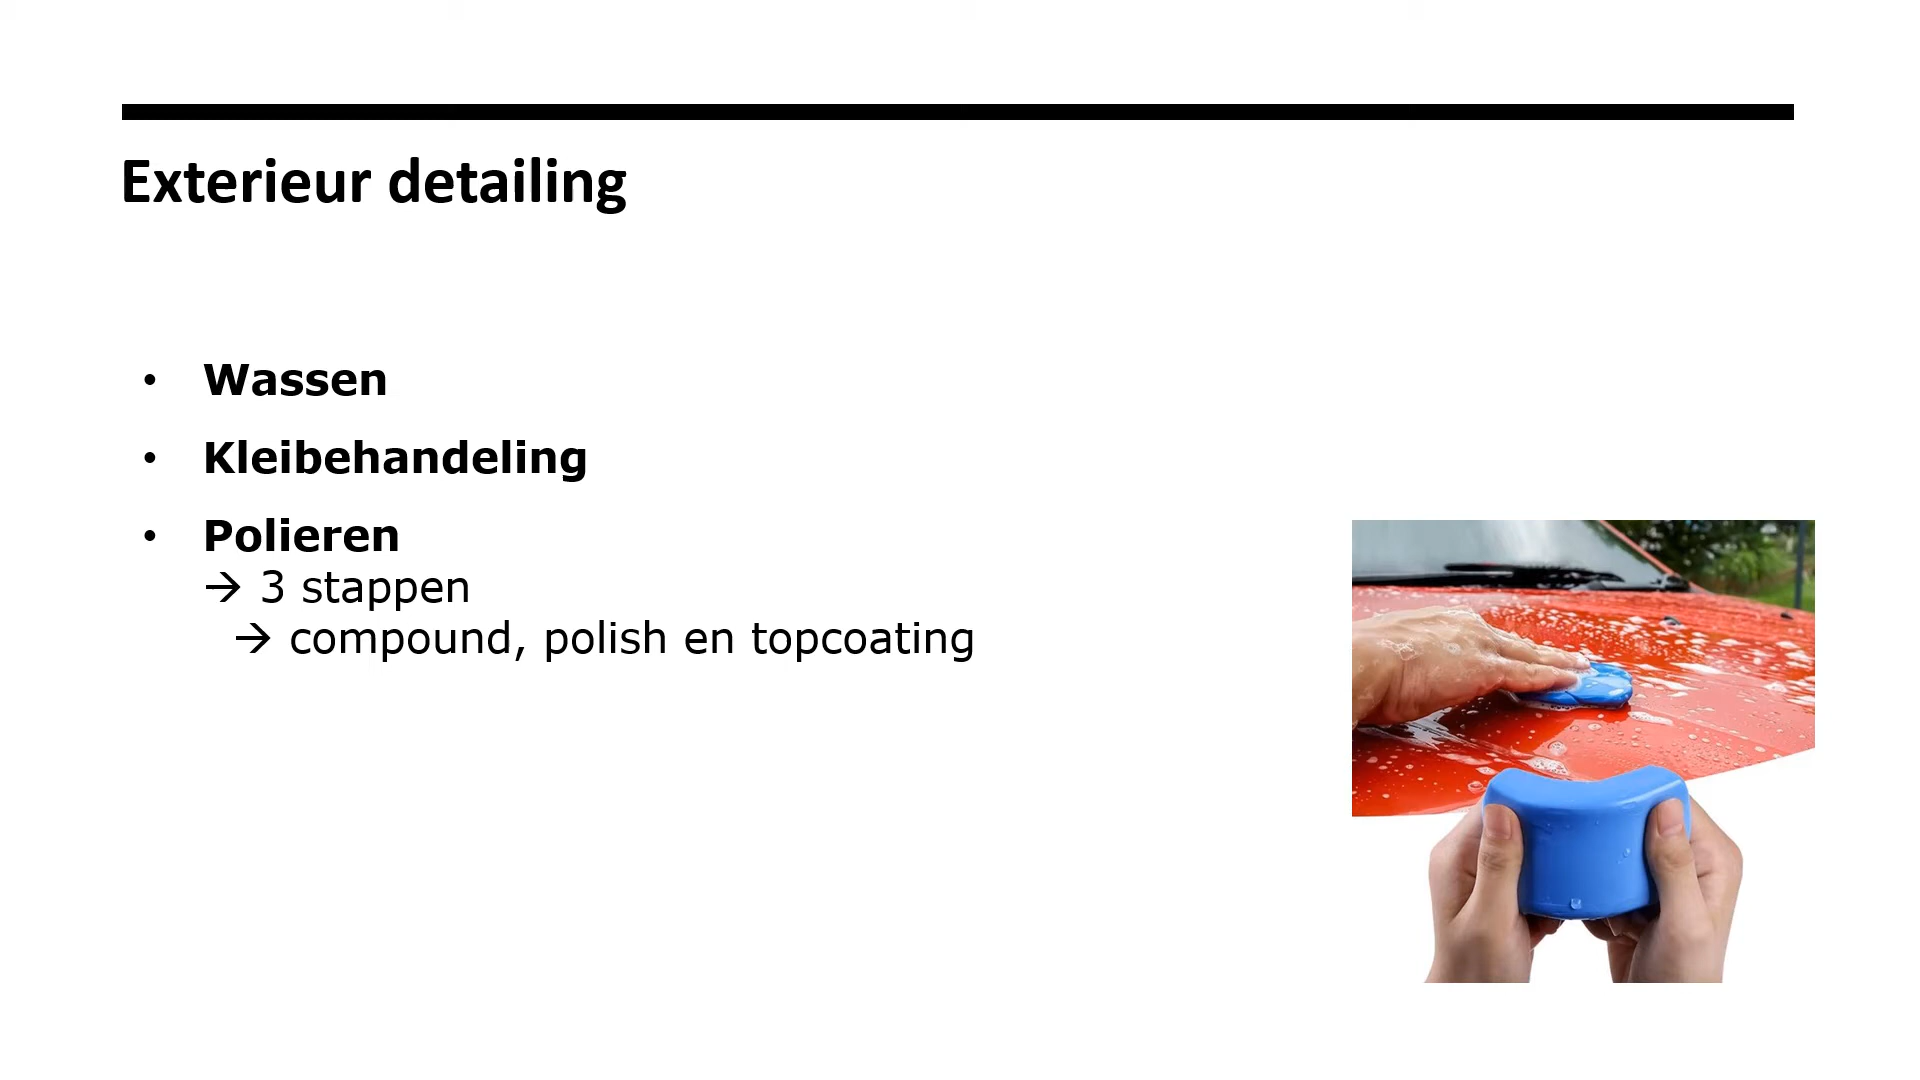 Exterieur detailing
• Wassen
• Kleibehandeling
• Polieren
→ 3 stappen
→ compound, polish en topcoating